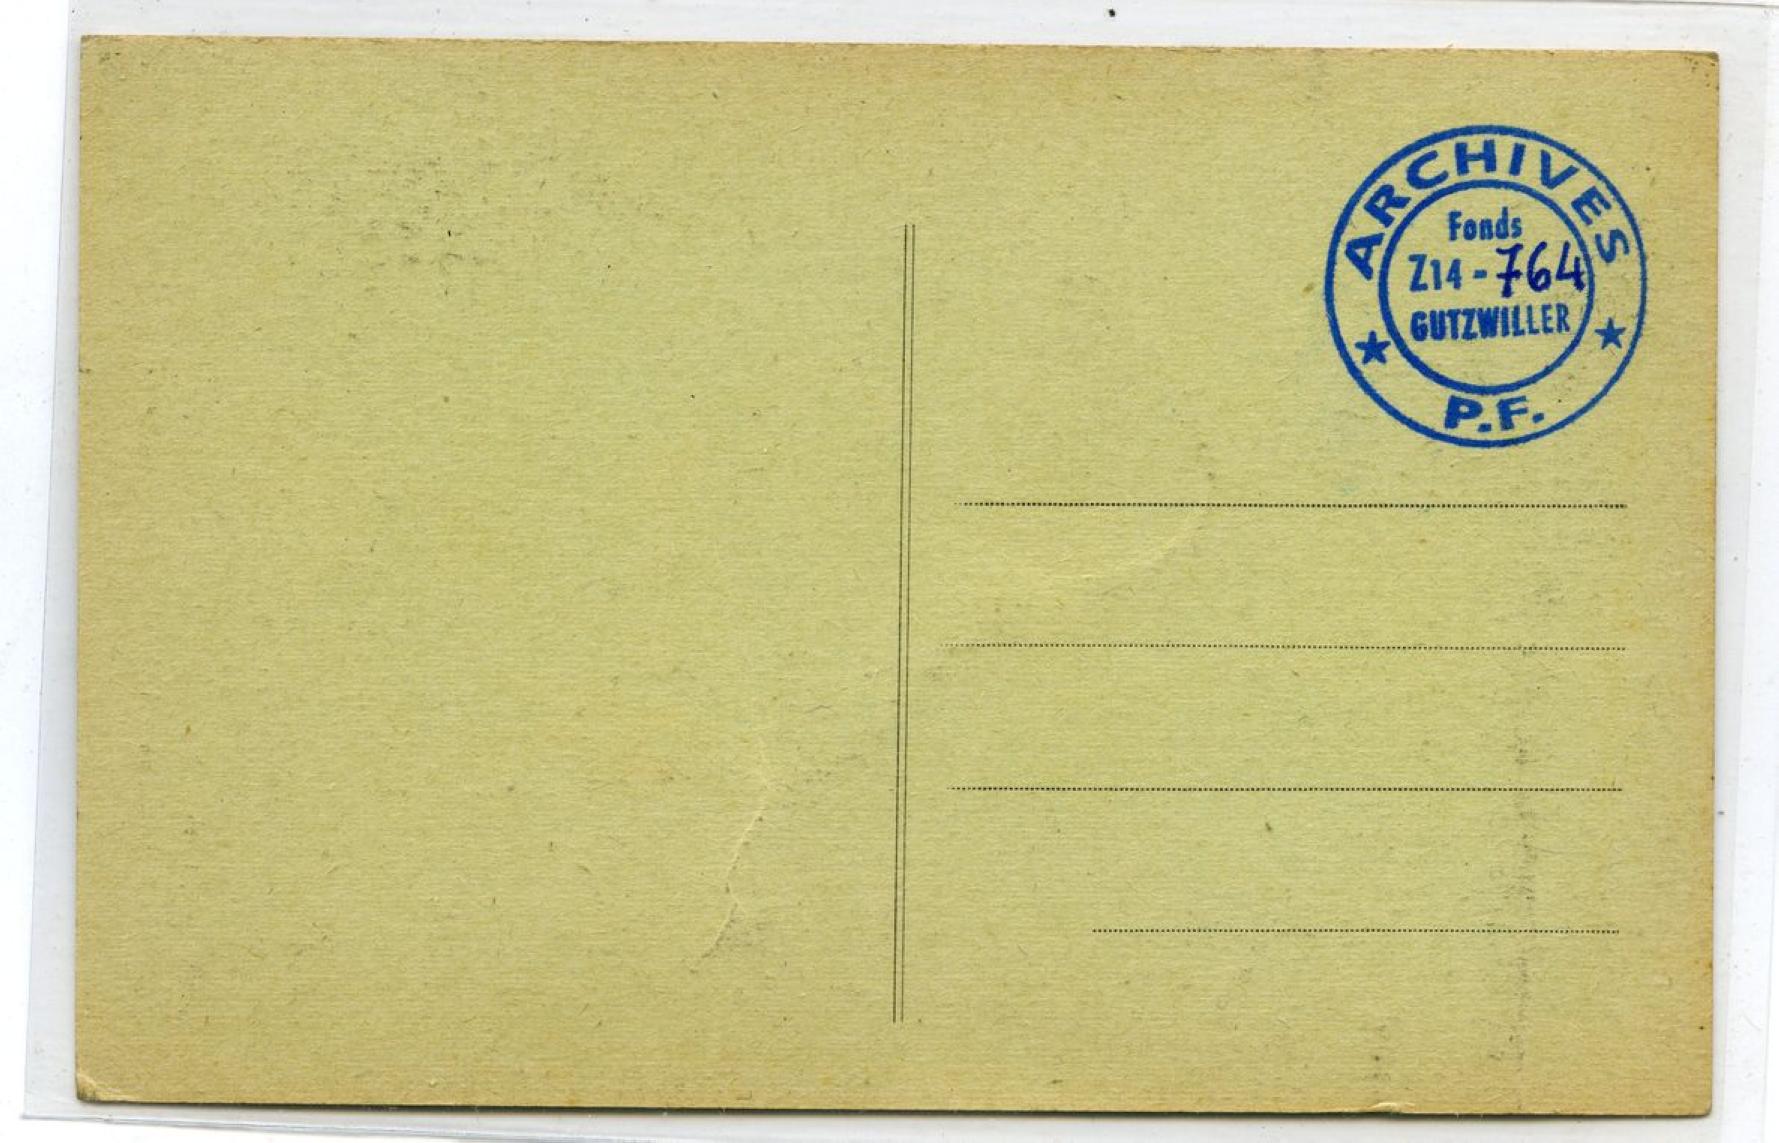 ARCHIVES
Fonds
Z14 - 764
GUTZWILLER
★ P.F. ★